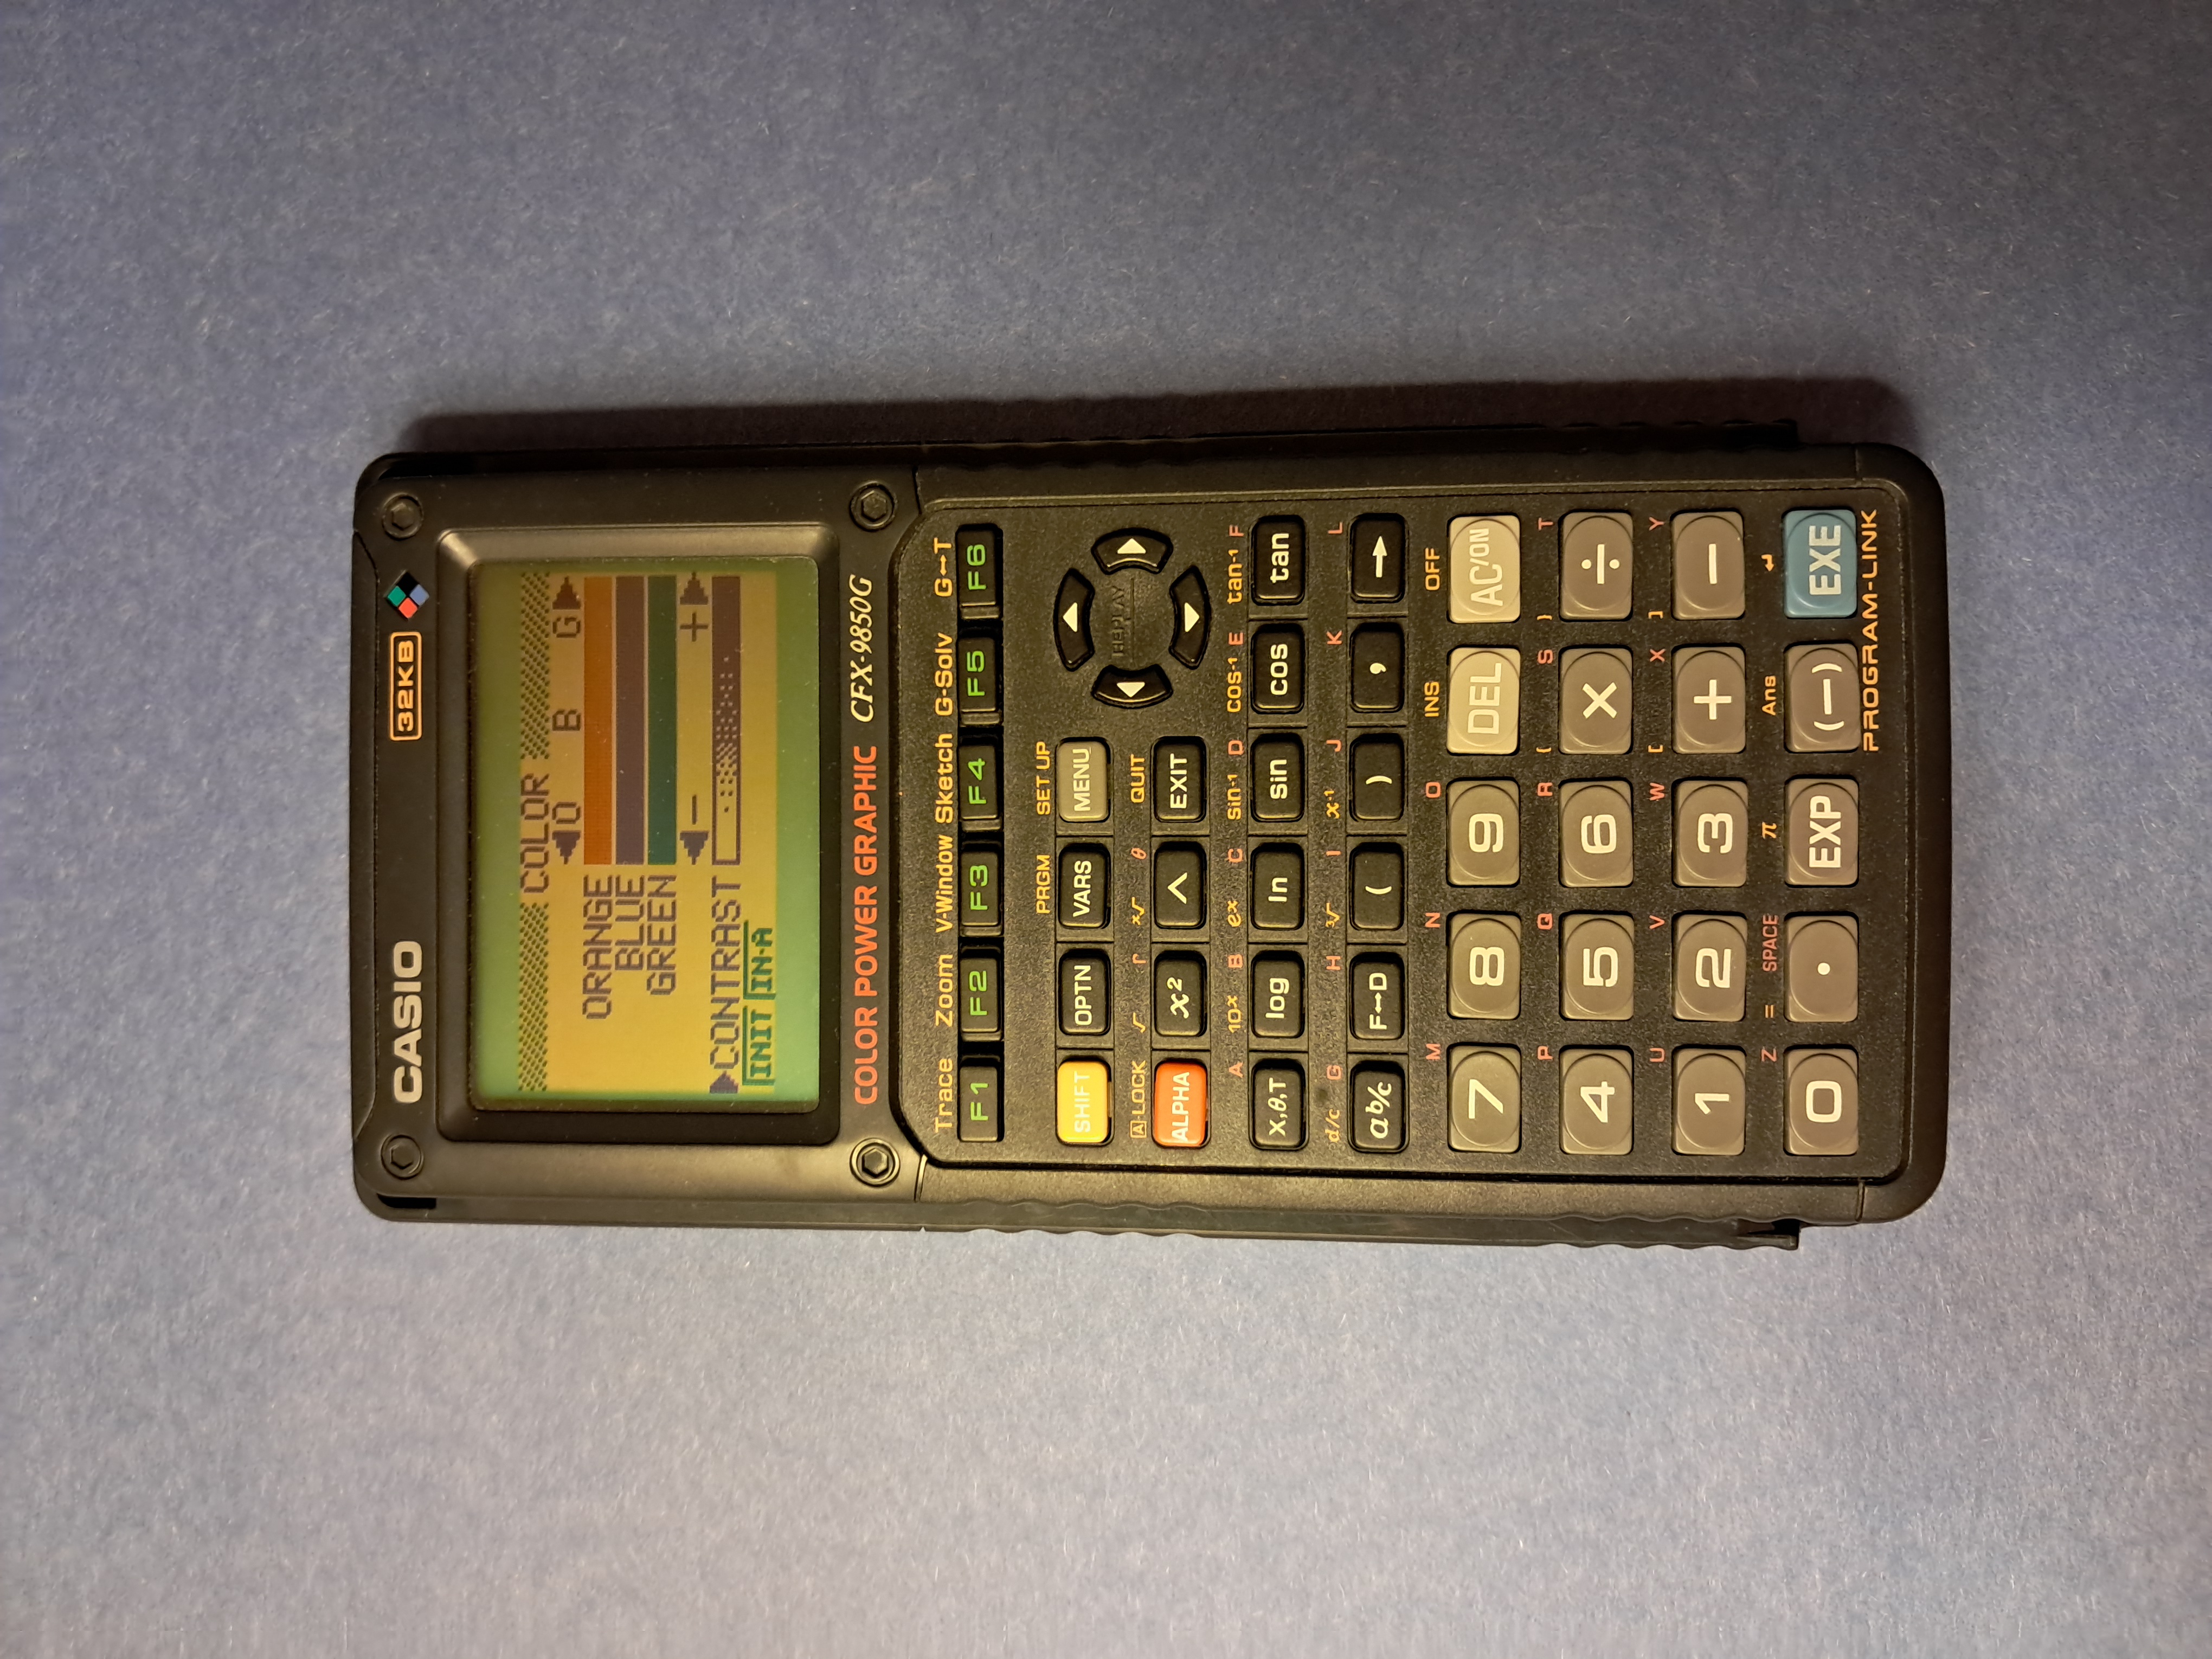 CASIO 32KB
COLOR
O B G
ORANGE
BLUE
GREEN
− +
CONTRAST
INIT IN·A
COLOR POWER GRAPHIC CFX-9850G
Trace Zoom V-Window Sketch G-Solv G↔T
F1 F2 F3 F4 F5 F6
PRGM SET UP
SHIFT OPTN VARS MENU
REPLAY
A-LOCK √ r ˣ√ θ QUIT
ALPHA x² ^ EXIT
A 10ˣ B eˣ C sin⁻¹ D cos⁻¹ E tan⁻¹ F
X,θ,T log ln sin cos tan
d/c G H ³√ I x⁻¹ J K L
a b/c F↔D ( ) , →
M N O INS OFF
7 8 9 DEL AC/ON
P Q R { S } T
4 5 6 × ÷
U V W [ X ] Y
1 2 3 + −
Z = SPACE π Ans ↵
0 . EXP (−) EXE
PROGRAM-LINK